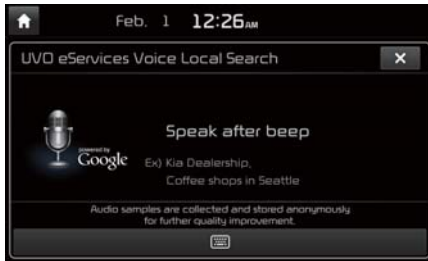 Feb. 1 12:26AM
UVO eServices Voice Local Search
Speak after beep
powered by
Google
Ex) Kia Dealership,
Coffee shops in Seattle
Audio samples are collected and stored anonymously
for further quality improvement.